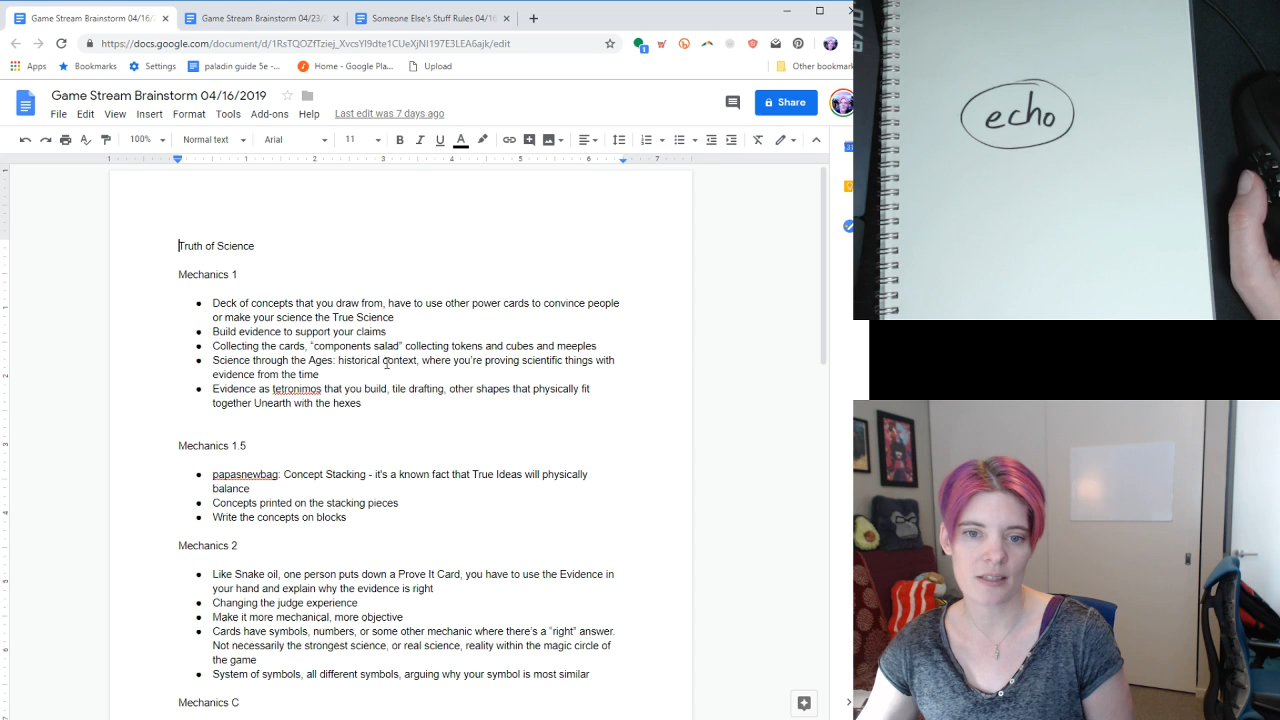 Game Stream Brainstorm 04/16/
Game Stream Brainstorm 04/23/
Someone Else's Stuff Rules 04/16
https://docs.google.com/document/d/1RsTQOZfTziej_XvcsYI9dte1CUeXjNI197E3LEA6ajk/edit
Apps
Bookmarks
Settings
paladin guide 5e -...
Home - Google Pla...
Upload
Other bookmark
Game Stream Brainstorm 04/16/2019
Share
File Edit View Insert Format Tools Add-ons Help Last edit was 7 days ago
100% Normal text Arial 11 B I U A
Truth of Science
Mechanics 1
Deck of concepts that you draw from, have to use other power cards to convince people
or make your science the True Science
Build evidence to support your claims
Collecting the cards, “components salad” collecting tokens and cubes and meeples
Science through the Ages: historical context, where you’re proving scientific things with
evidence from the time
Evidence as tetronimos that you build, tile drafting, other shapes that physically fit
together Unearth with the hexes
Mechanics 1.5
papasnewbag: Concept Stacking - it's a known fact that True Ideas will physically
balance
Concepts printed on the stacking pieces
Write the concepts on blocks
Mechanics 2
Like Snake oil, one person puts down a Prove It Card, you have to use the Evidence in
your hand and explain why the evidence is right
Changing the judge experience
Make it more mechanical, more objective
Cards have symbols, numbers, or some other mechanic where there’s a “right” answer.
Not necessarily the strongest science, or real science, reality within the magic circle of
the game
System of symbols, all different symbols, arguing why your symbol is most similar
Mechanics C
echo